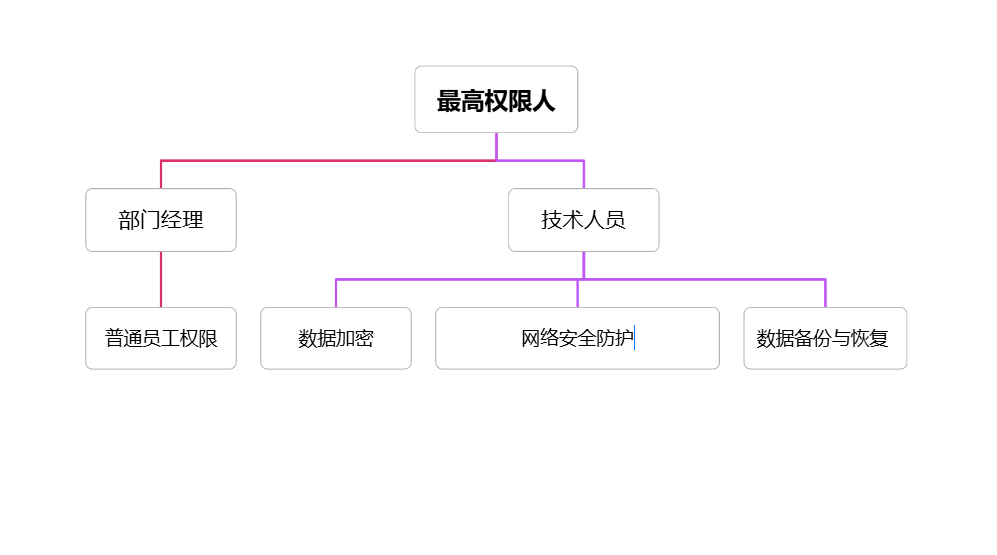 最高权限人
部门经理
技术人员
普通员工权限
数据加密
网络安全防护
数据备份与恢复